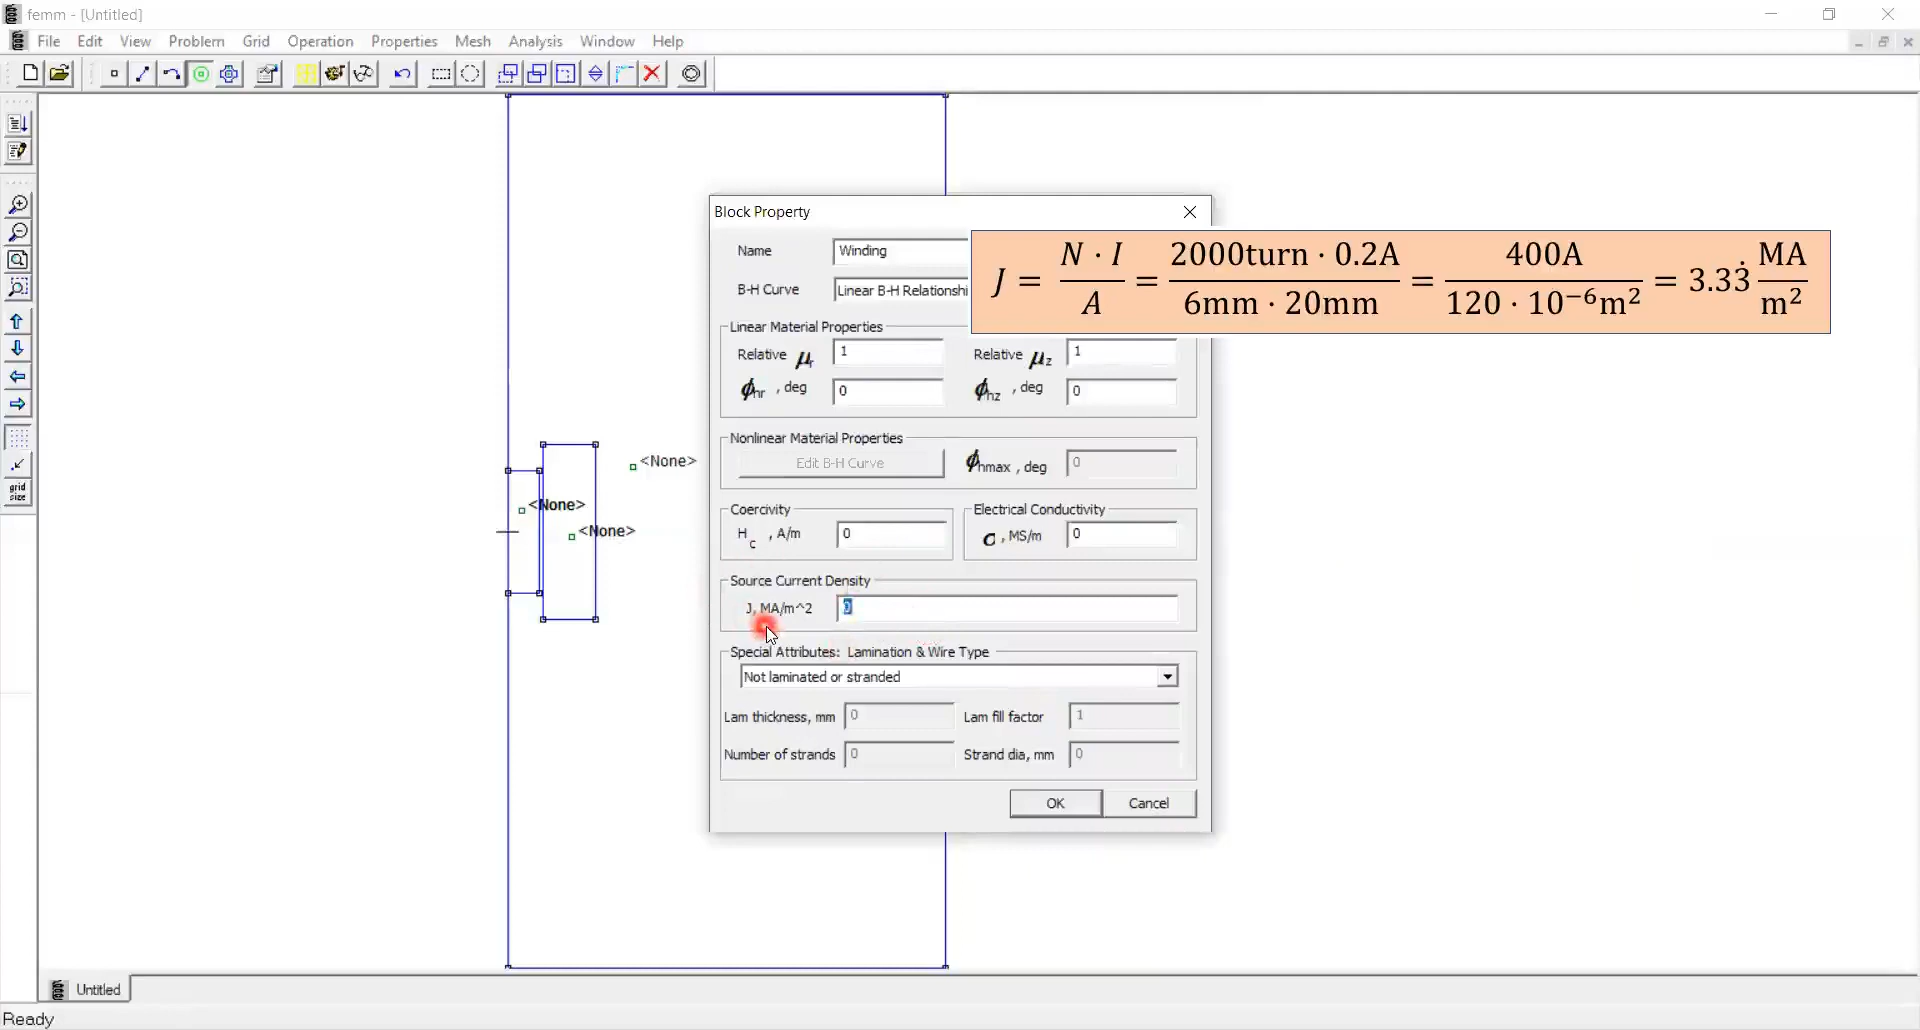 femm - [Untitled]
File Edit View Problem Grid Operation Properties Mesh Analysis Window Help
grid
size
<None>
<None>
<None>
Block Property
Name Winding
B-H Curve Linear B-H Relationshi
J = N · I / A = 2000turn · 0.2A / 6mm · 20mm = 400A / 120 · 10⁻⁶m² = 3.33̇ MA / m²
Linear Material Properties
Relative μr 1 Relative μz 1
ϕhr , deg 0 ϕhz , deg 0
Nonlinear Material Properties
Edit B-H Curve ϕhmax , deg 0
Coercivity Electrical Conductivity
Hc , A/m 0 σ , MS/m 0
Source Current Density
J, MA/m^2 0
Special Attributes: Lamination & Wire Type
Not laminated or stranded
Lam thickness, mm 0 Lam fill factor 1
Number of strands 0 Strand dia, mm 0
OK Cancel
Untitled
Ready